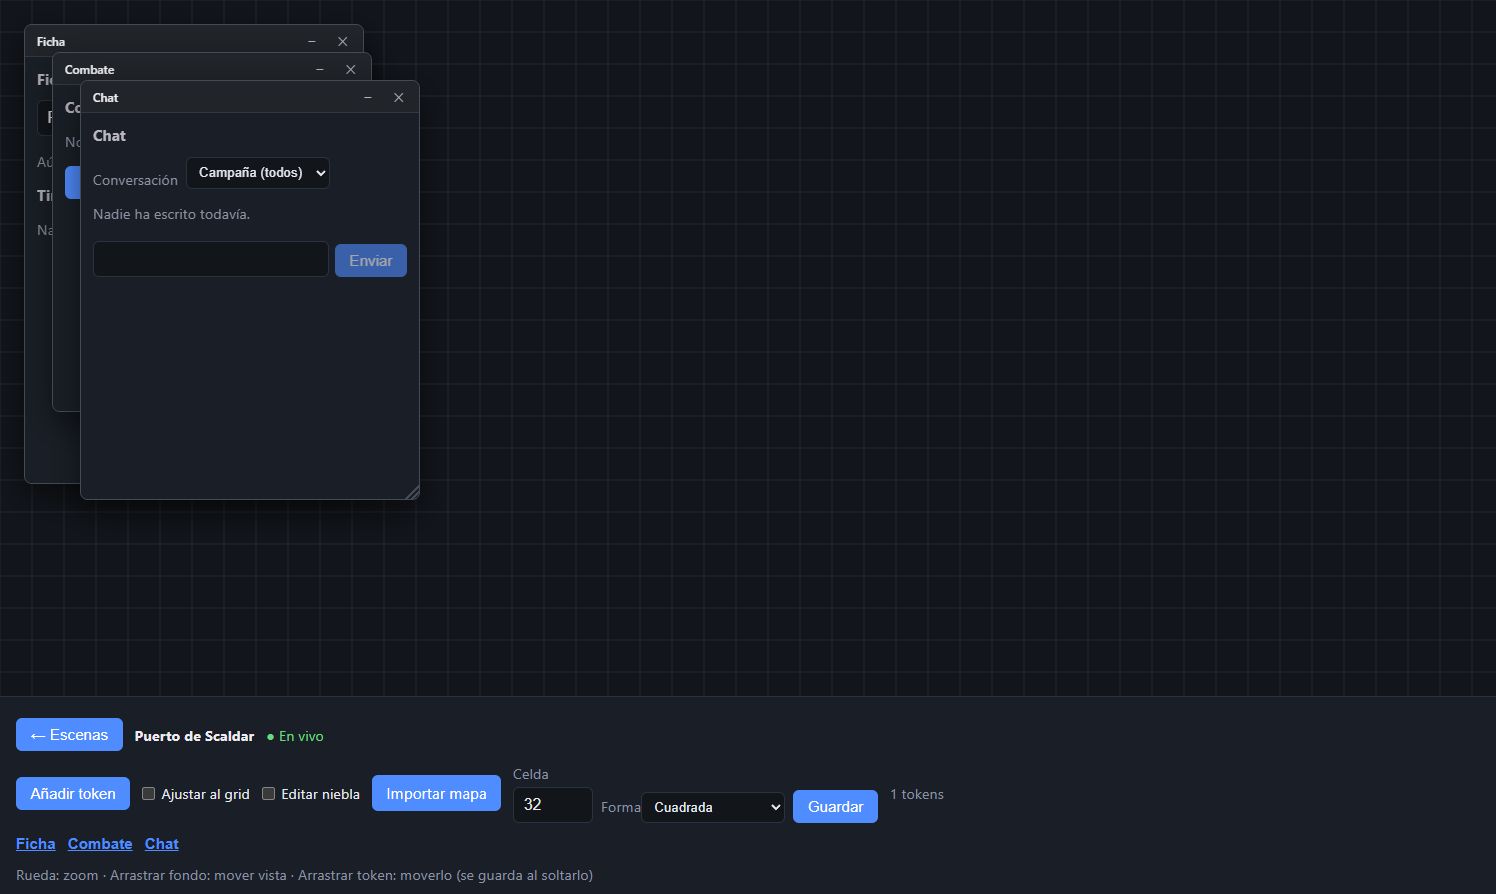 Ficha
Combate
Chat
Chat
Conversación Campaña (todos)
Nadie ha escrito todavía.
Enviar
← Escenas Puerto de Scaldar ● En vivo
Celda
Añadir token Ajustar al grid Editar niebla Importar mapa 32 Forma Cuadrada Guardar 1 tokens
Ficha Combate Chat
Rueda: zoom · Arrastrar fondo: mover vista · Arrastrar token: moverlo (se guarda al soltarlo)